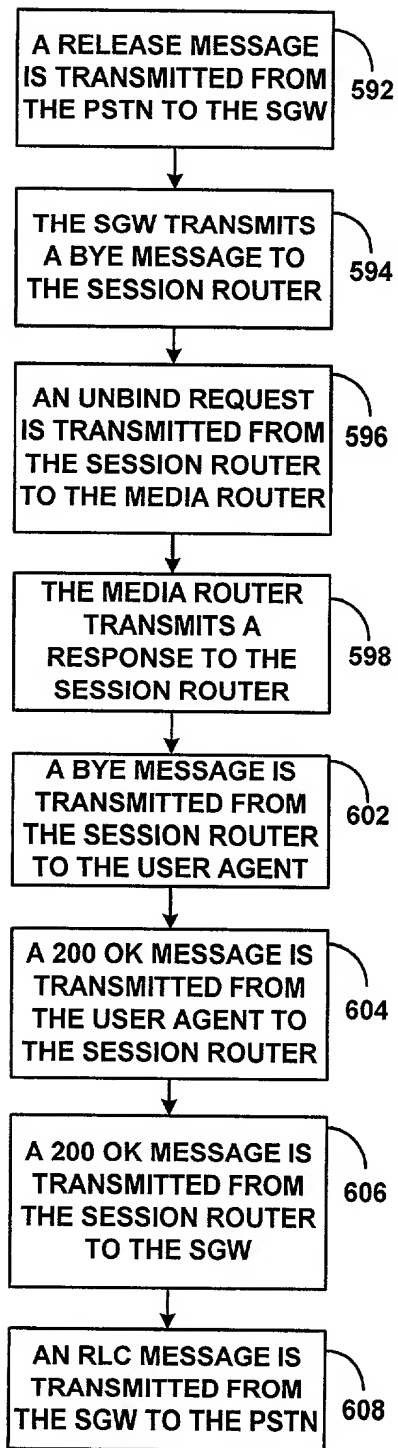 A RELEASE MESSAGE
IS TRANSMITTED FROM
THE PSTN TO THE SGW
592
THE SGW TRANSMITS
A BYE MESSAGE TO
THE SESSION ROUTER
594
AN UNBIND REQUEST
IS TRANSMITTED FROM
THE SESSION ROUTER
TO THE MEDIA ROUTER
596
THE MEDIA ROUTER
TRANSMITS A
RESPONSE TO THE
SESSION ROUTER
598
A BYE MESSAGE IS
TRANSMITTED FROM
THE SESSION ROUTER
TO THE USER AGENT
602
A 200 OK MESSAGE IS
TRANSMITTED FROM
THE USER AGENT TO
THE SESSION ROUTER
604
A 200 OK MESSAGE IS
TRANSMITTED FROM
THE SESSION ROUTER
TO THE SGW
606
AN RLC MESSAGE IS
TRANSMITTED FROM
THE SGW TO THE PSTN
608